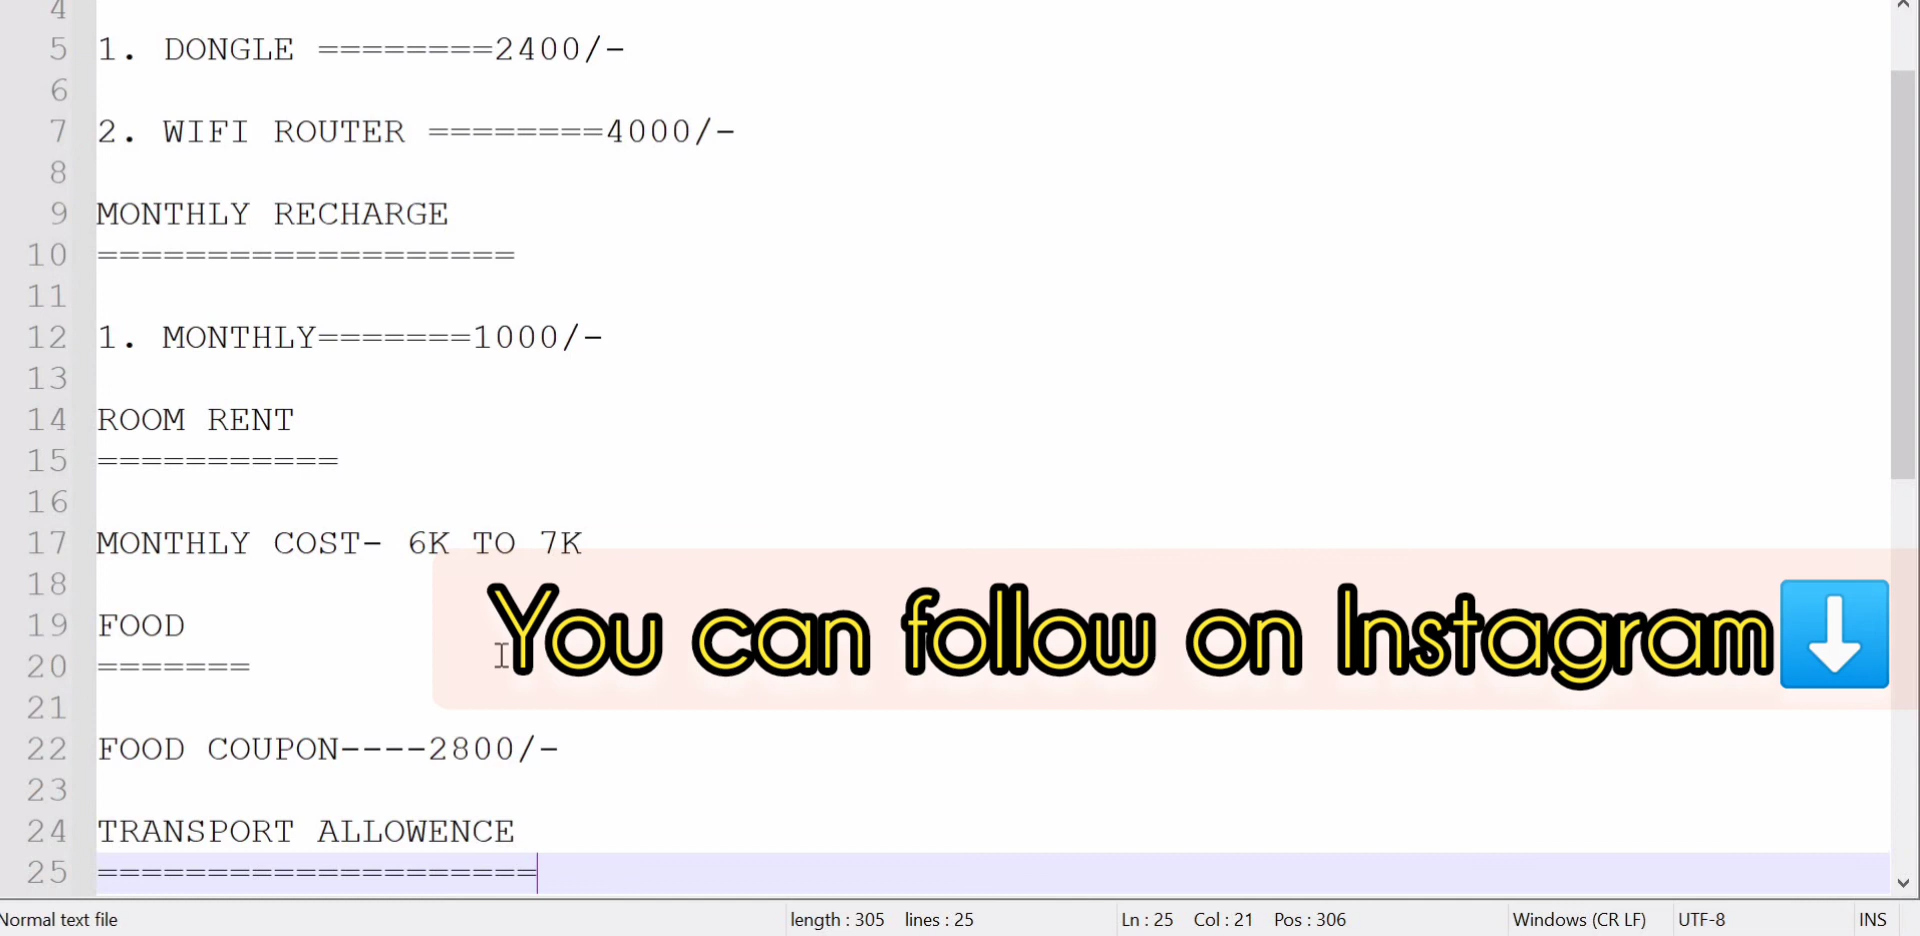 4
5 1. DONGLE ========2400/-
6
7 2. WIFI ROUTER ========4000/-
8
9 MONTHLY RECHARGE
10 ===================
11
12 1. MONTHLY=======1000/-
13
14 ROOM RENT
15 ===========
16
17 MONTHLY COST- 6K TO 7K
18
19 FOOD
You can follow on Instagram
20 =======
21
22 FOOD COUPON----2800/-
23
24 TRANSPORT ALLOWENCE
25 ====================
Normal text file length : 305 lines : 25 Ln : 25 Col : 21 Pos : 306 Windows (CR LF) UTF-8 INS